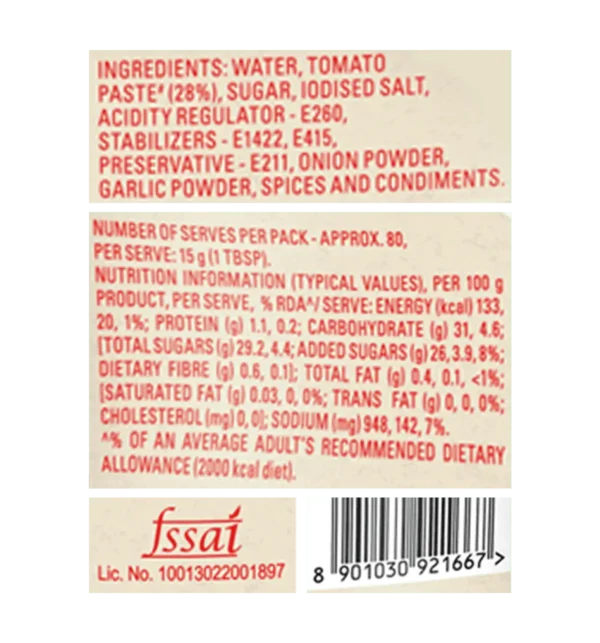 INGREDIENTS: WATER, TOMATO
PASTE# (28%), SUGAR, IODISED SALT,
ACIDITY REGULATOR - E260,
STABILIZERS - E1422, E415,
PRESERVATIVE - E211, ONION POWDER,
GARLIC POWDER, SPICES AND CONDIMENTS.
NUMBER OF SERVES PER PACK - APPROX. 80,
PER SERVE: 15 g (1 TBSP).
NUTRITION INFORMATION (TYPICAL VALUES), PER 100 g
PRODUCT, PER SERVE, % RDA^/ SERVE: ENERGY (kcal) 133,
20, 1%; PROTEIN (g) 1.1, 0.2; CARBOHYDRATE (g) 31, 4.6;
[TOTAL SUGARS (g) 29.2, 4.4; ADDED SUGARS (g) 26, 3.9, 8%;
DIETARY FIBRE (g) 0.6, 0.1]; TOTAL FAT (g) 0.4, 0.1, <1%;
[SATURATED FAT (g) 0.03, 0, 0%; TRANS FAT (g) 0, 0, 0%;
CHOLESTEROL (mg) 0, 0]; SODIUM (mg) 948, 142, 7%.
^% OF AN AVERAGE ADULT'S RECOMMENDED DIETARY
ALLOWANCE (2000 kcal diet).
fssai
Lic. No. 10013022001897
8 901030 921667 >